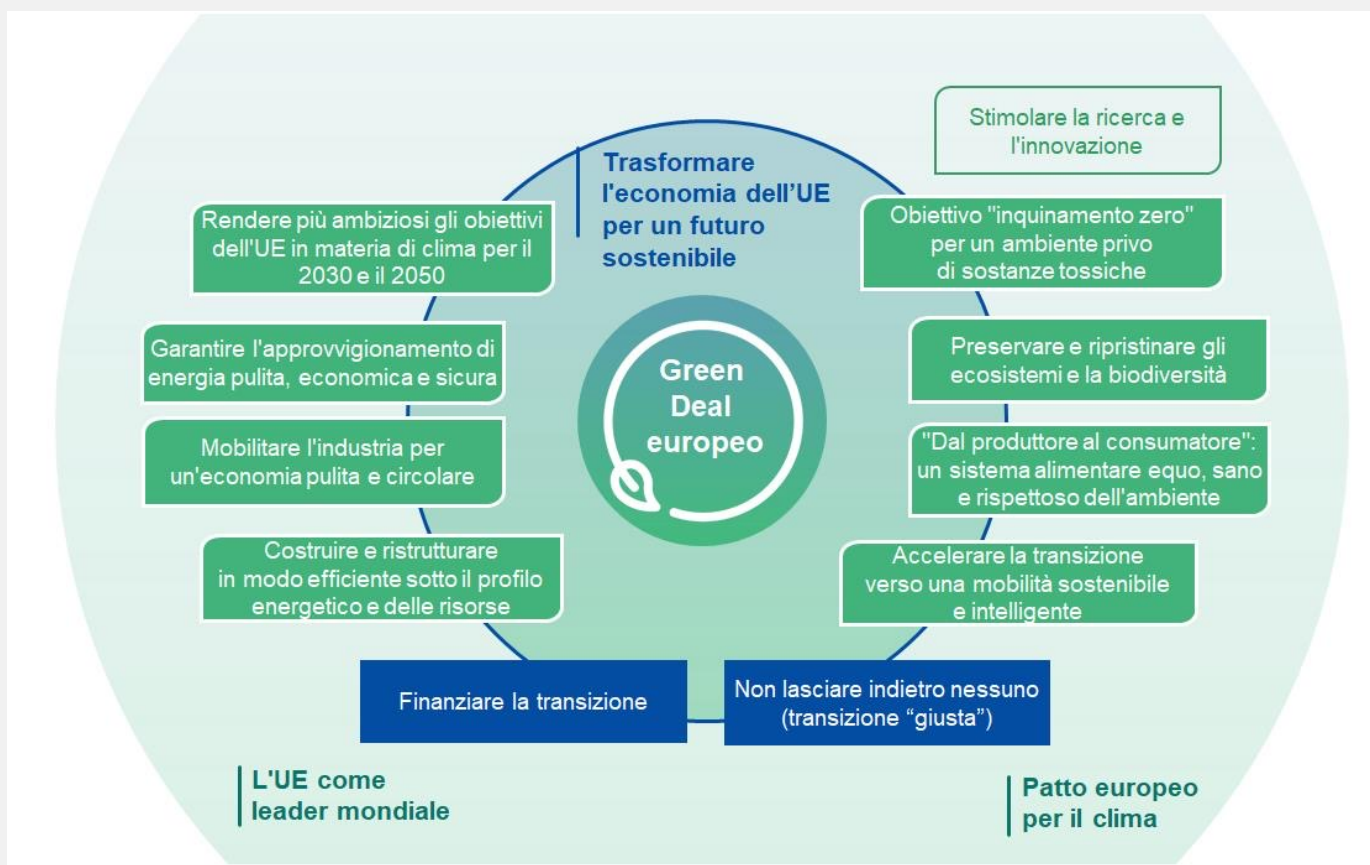 Stimolare la ricerca e
l'innovazione
Trasformare
l'economia dell'UE
per un futuro
sostenibile
Rendere più ambiziosi gli obiettivi
dell'UE in materia di clima per il
2030 e il 2050
Obiettivo "inquinamento zero"
per un ambiente privo
di sostanze tossiche
Garantire l'approvvigionamento di
energia pulita, economica e sicura
Preservare e ripristinare gli
ecosistemi e la biodiversità
Green
Deal
europeo
Mobilitare l'industria per
un'economia pulita e circolare
"Dal produttore al consumatore":
un sistema alimentare equo, sano
e rispettoso dell'ambiente
Costruire e ristrutturare
in modo efficiente sotto il profilo
energetico e delle risorse
Accelerare la transizione
verso una mobilità sostenibile
e intelligente
Finanziare la transizione
Non lasciare indietro nessuno
(transizione “giusta”)
L'UE come
leader mondiale
Patto europeo
per il clima